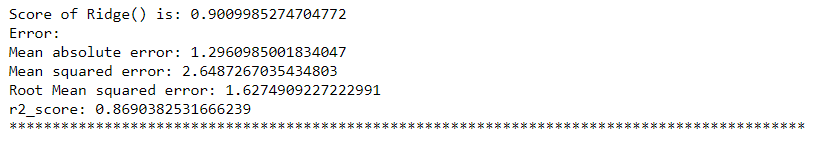 Score of Ridge() is: 0.9009985274704772
Error:
Mean absolute error: 1.2960985001834047
Mean squared error: 2.6487267035434803
Root Mean squared error: 1.6274909227222991
r2_score: 0.8690382531666239
********************************************************************************************